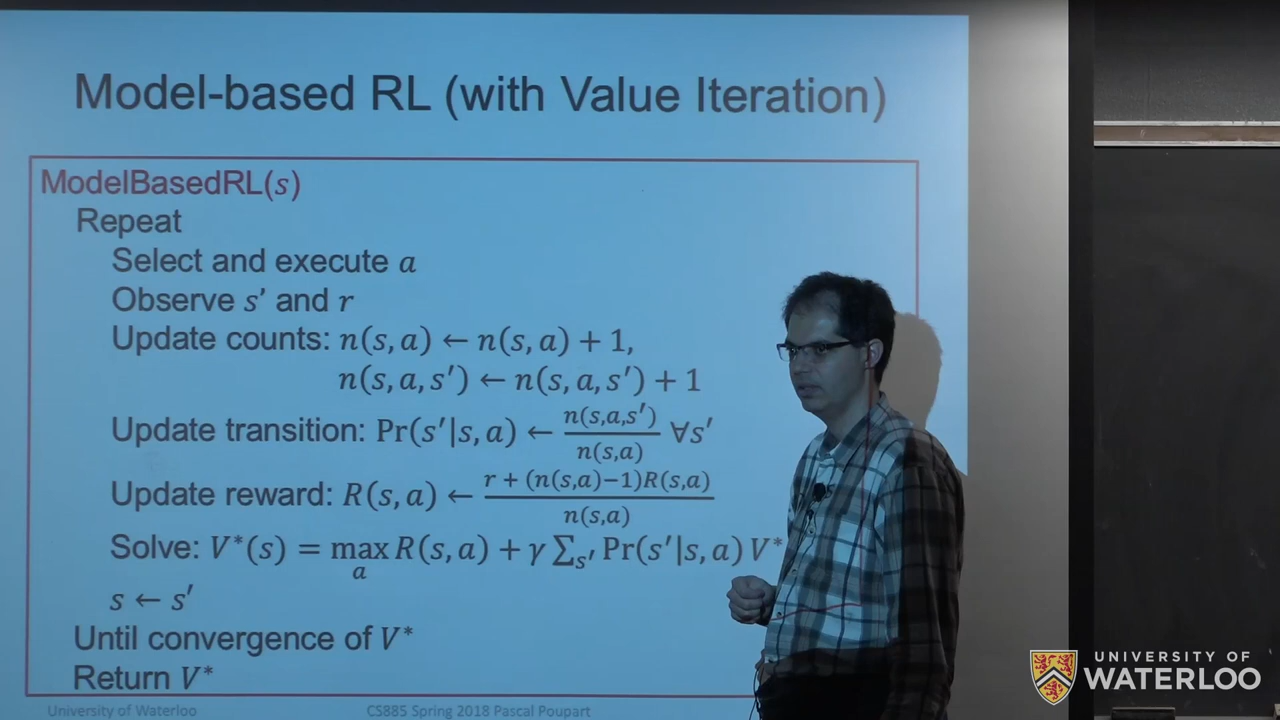 Model-based RL (with Value Iteration)
ModelBasedRL(s)
Repeat
Select and execute a
Observe s' and r
Update counts: n(s, a) ← n(s, a) + 1,
n(s, a, s') ← n(s, a, s') + 1
Update transition: Pr(s'|s, a) ← n(s,a,s') / n(s,a) ∀s'
Update reward: R(s, a) ← r + (n(s,a)−1)R(s,a) / n(s,a)
Solve: V*(s) = max_a R(s, a) + γ Σ_s' Pr(s'|s, a) V*
s ← s'
Until convergence of V*
Return V*
University of Waterloo CS885 Spring 2018 Pascal Poupart
UNIVERSITY OF
WATERLOO